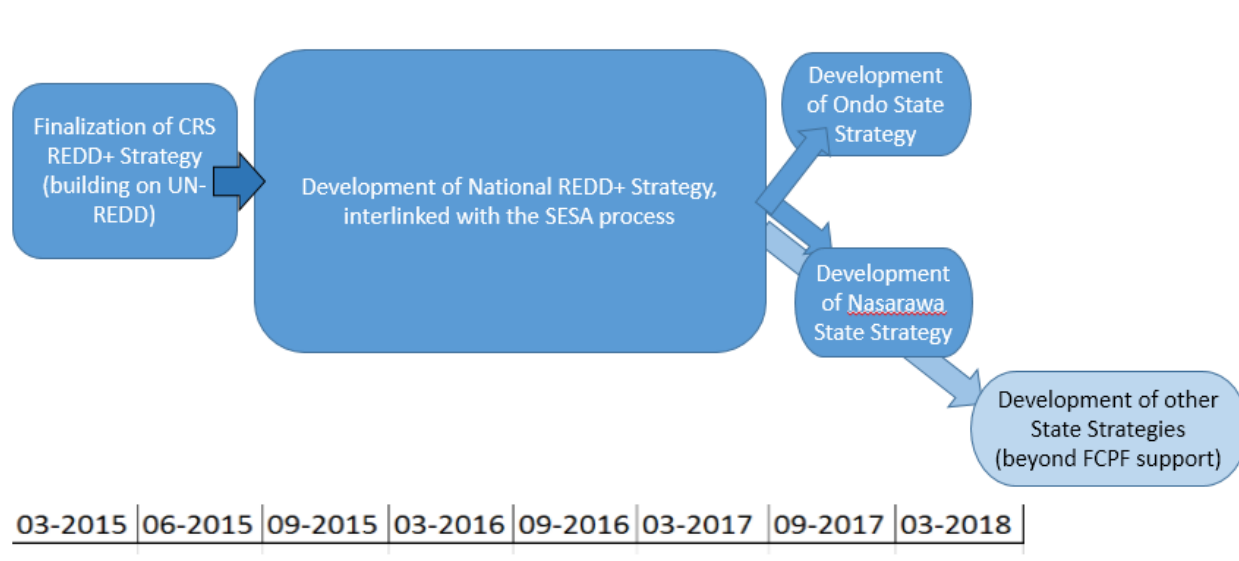 Finalization of CRS
REDD+ Strategy
(building on UN-
REDD)
Development of National REDD+ Strategy,
interlinked with the SESA process
Development
of Ondo State
Strategy
Development
of Nasarawa
State Strategy
Development of other
State Strategies
(beyond FCPF support)
03-2015 06-2015 09-2015 03-2016 09-2016 03-2017 09-2017 03-2018